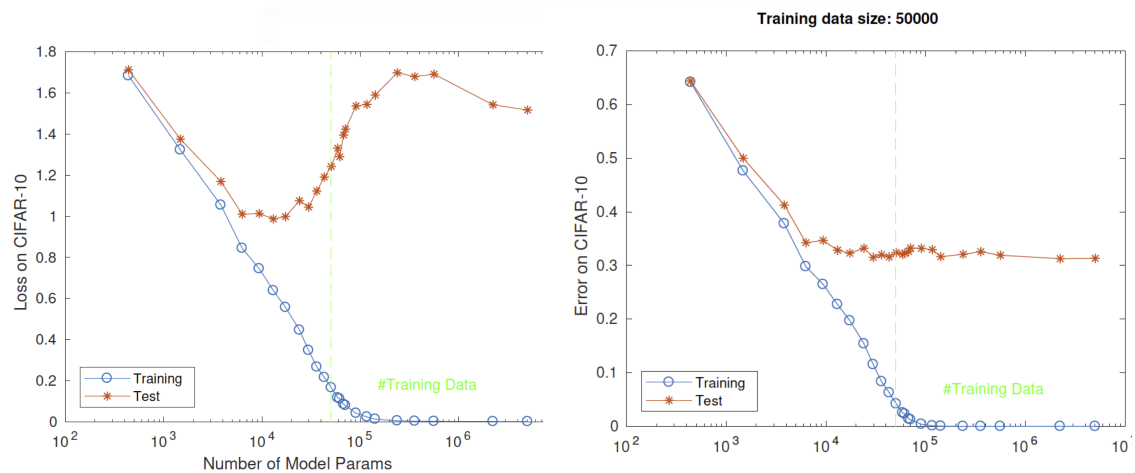 Training data size: 50000
Loss on CIFAR-10
1.8
1.6
1.4
1.2
1
0.8
0.6
0.4
0.2
0
#Training Data
Training
Test
10^2
10^3
10^4
10^5
10^6
Number of Model Params
Error on CIFAR-10
0.7
0.6
0.5
0.4
0.3
0.2
0.1
0
#Training Data
Training
Test
10^2
10^3
10^4
10^5
10^6
10^7